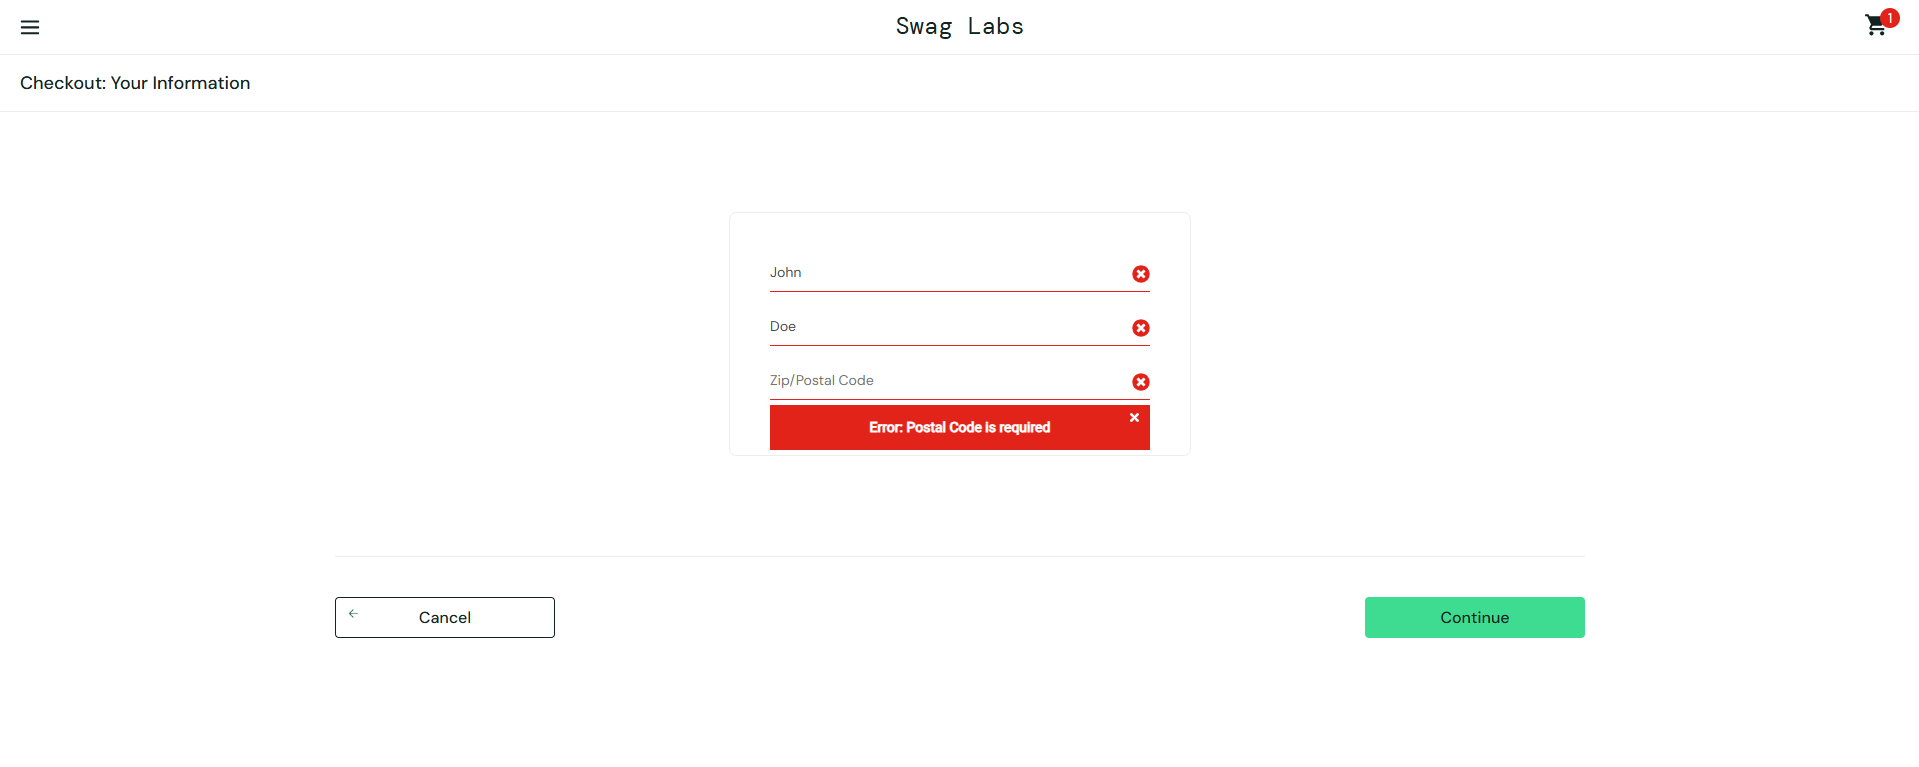 Swag Labs
1
Checkout: Your Information
John
Doe
Zip/Postal Code
Error: Postal Code is required
Cancel
Continue